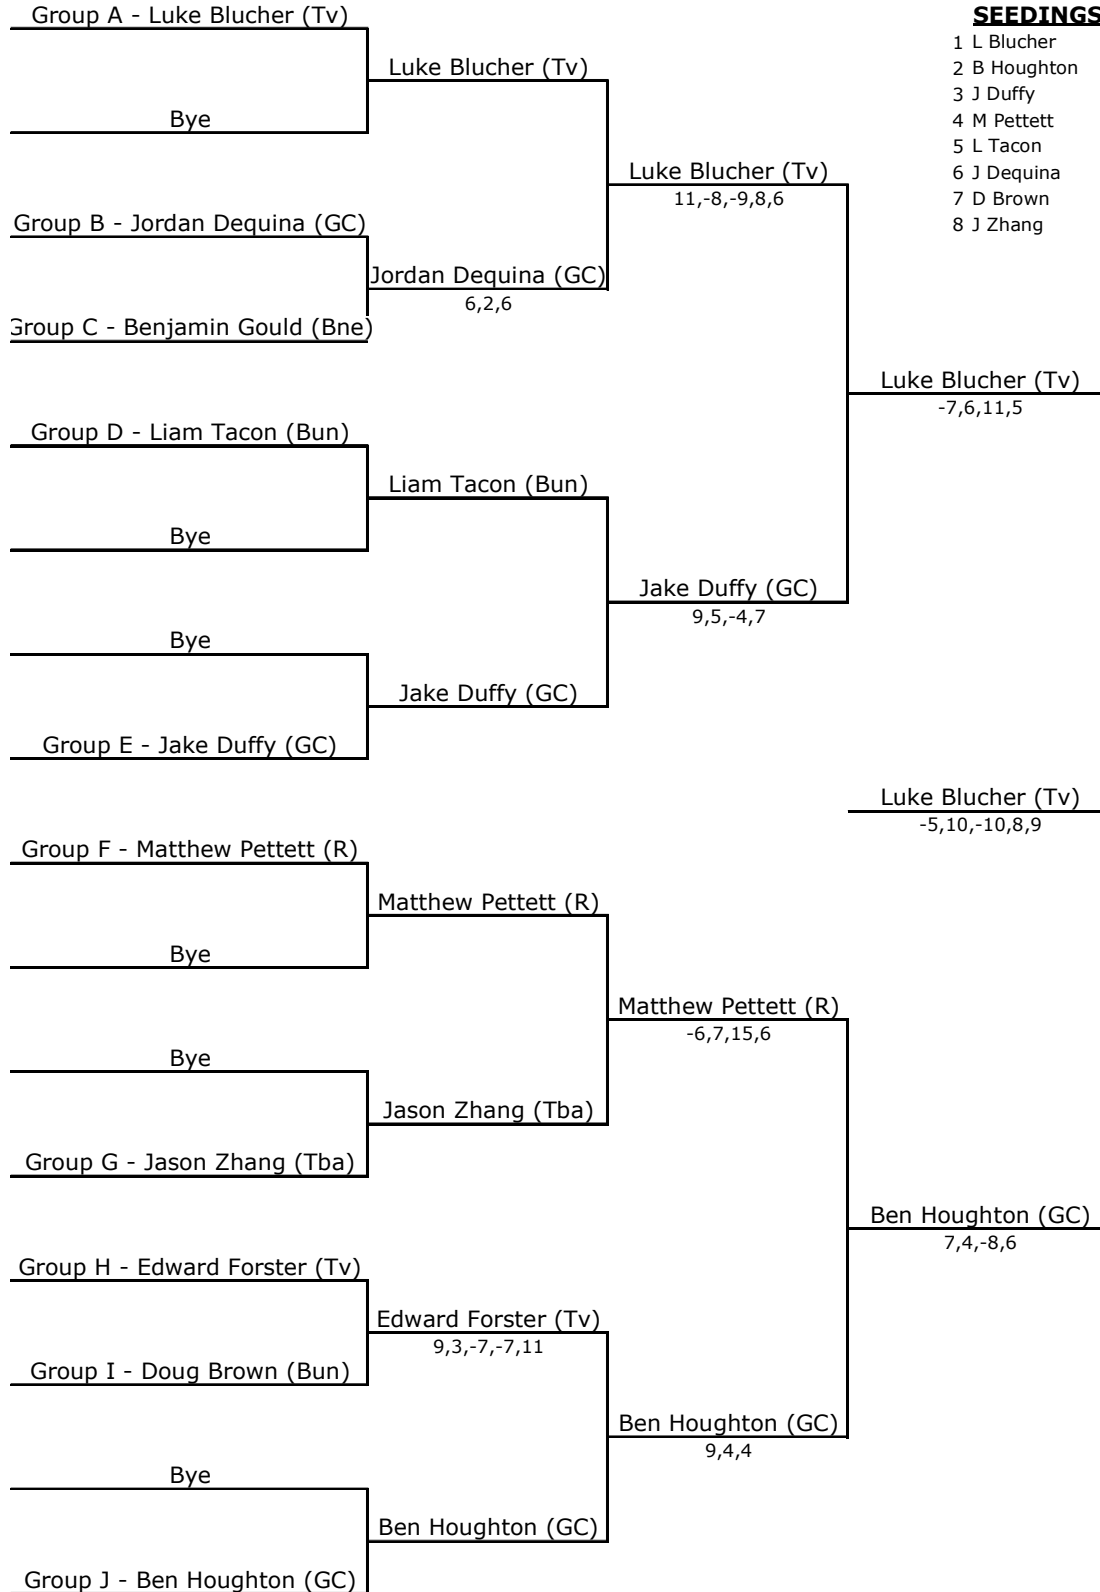 Group A - Luke Blucher (Tv)
SEEDINGS
1 L Blucher
2 B Houghton
3 J Duffy
4 M Pettett
5 L Tacon
6 J Dequina
7 D Brown
8 J Zhang
Luke Blucher (Tv)
Bye
Luke Blucher (Tv)
11,-8,-9,8,6
Group B - Jordan Dequina (GC)
Jordan Dequina (GC)
6,2,6
Group C - Benjamin Gould (Bne)
Luke Blucher (Tv)
-7,6,11,5
Group D - Liam Tacon (Bun)
Liam Tacon (Bun)
Bye
Jake Duffy (GC)
9,5,-4,7
Bye
Jake Duffy (GC)
Group E - Jake Duffy (GC)
Luke Blucher (Tv)
-5,10,-10,8,9
Group F - Matthew Pettett (R)
Matthew Pettett (R)
Bye
Matthew Pettett (R)
-6,7,15,6
Bye
Jason Zhang (Tba)
Group G - Jason Zhang (Tba)
Ben Houghton (GC)
7,4,-8,6
Group H - Edward Forster (Tv)
Edward Forster (Tv)
9,3,-7,-7,11
Group I - Doug Brown (Bun)
Ben Houghton (GC)
9,4,4
Bye
Ben Houghton (GC)
Group J - Ben Houghton (GC)